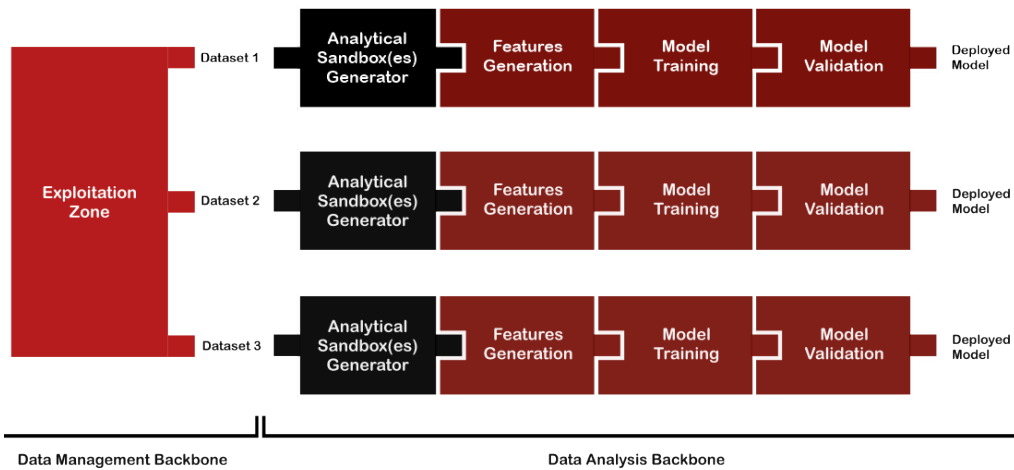 Exploitation
Zone
Dataset 1
Analytical
Sandbox(es)
Generator
Features
Generation
Model
Training
Model
Validation
Deployed
Model
Dataset 2
Analytical
Sandbox(es)
Generator
Features
Generation
Model
Training
Model
Validation
Deployed
Model
Dataset 3
Analytical
Sandbox(es)
Generator
Features
Generation
Model
Training
Model
Validation
Deployed
Model
Data Management Backbone
Data Analysis Backbone